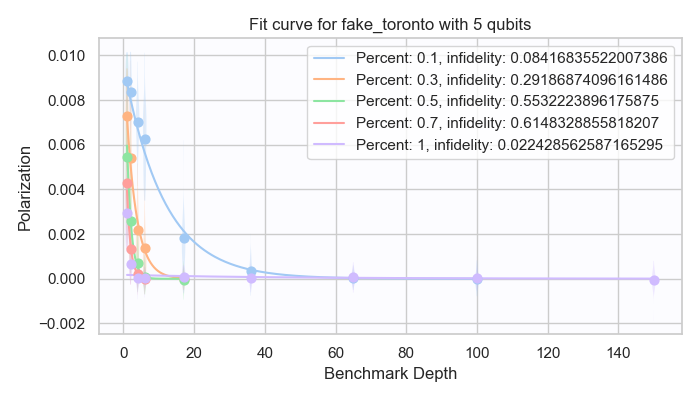 Fit curve for fake_toronto with 5 qubits
Percent: 0.1, infidelity: 0.08416835522007386
Percent: 0.3, infidelity: 0.29186874096161486
Percent: 0.5, infidelity: 0.5532223896175875
Percent: 0.7, infidelity: 0.6148328855818207
Percent: 1, infidelity: 0.022428562587165295
Polarization
0.010
0.008
0.006
0.004
0.002
0.000
−0.002
0 20 40 60 80 100 120 140
Benchmark Depth